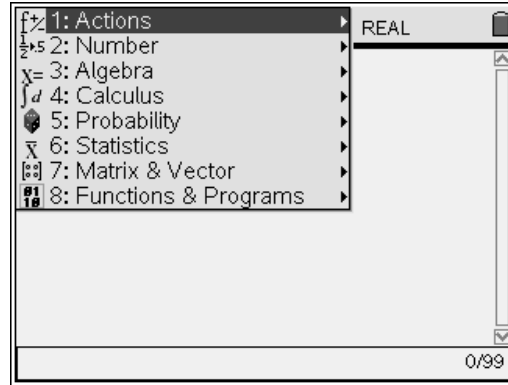 1: Actions
REAL
2: Number
3: Algebra
4: Calculus
5: Probability
6: Statistics
7: Matrix & Vector
8: Functions & Programs
0/99